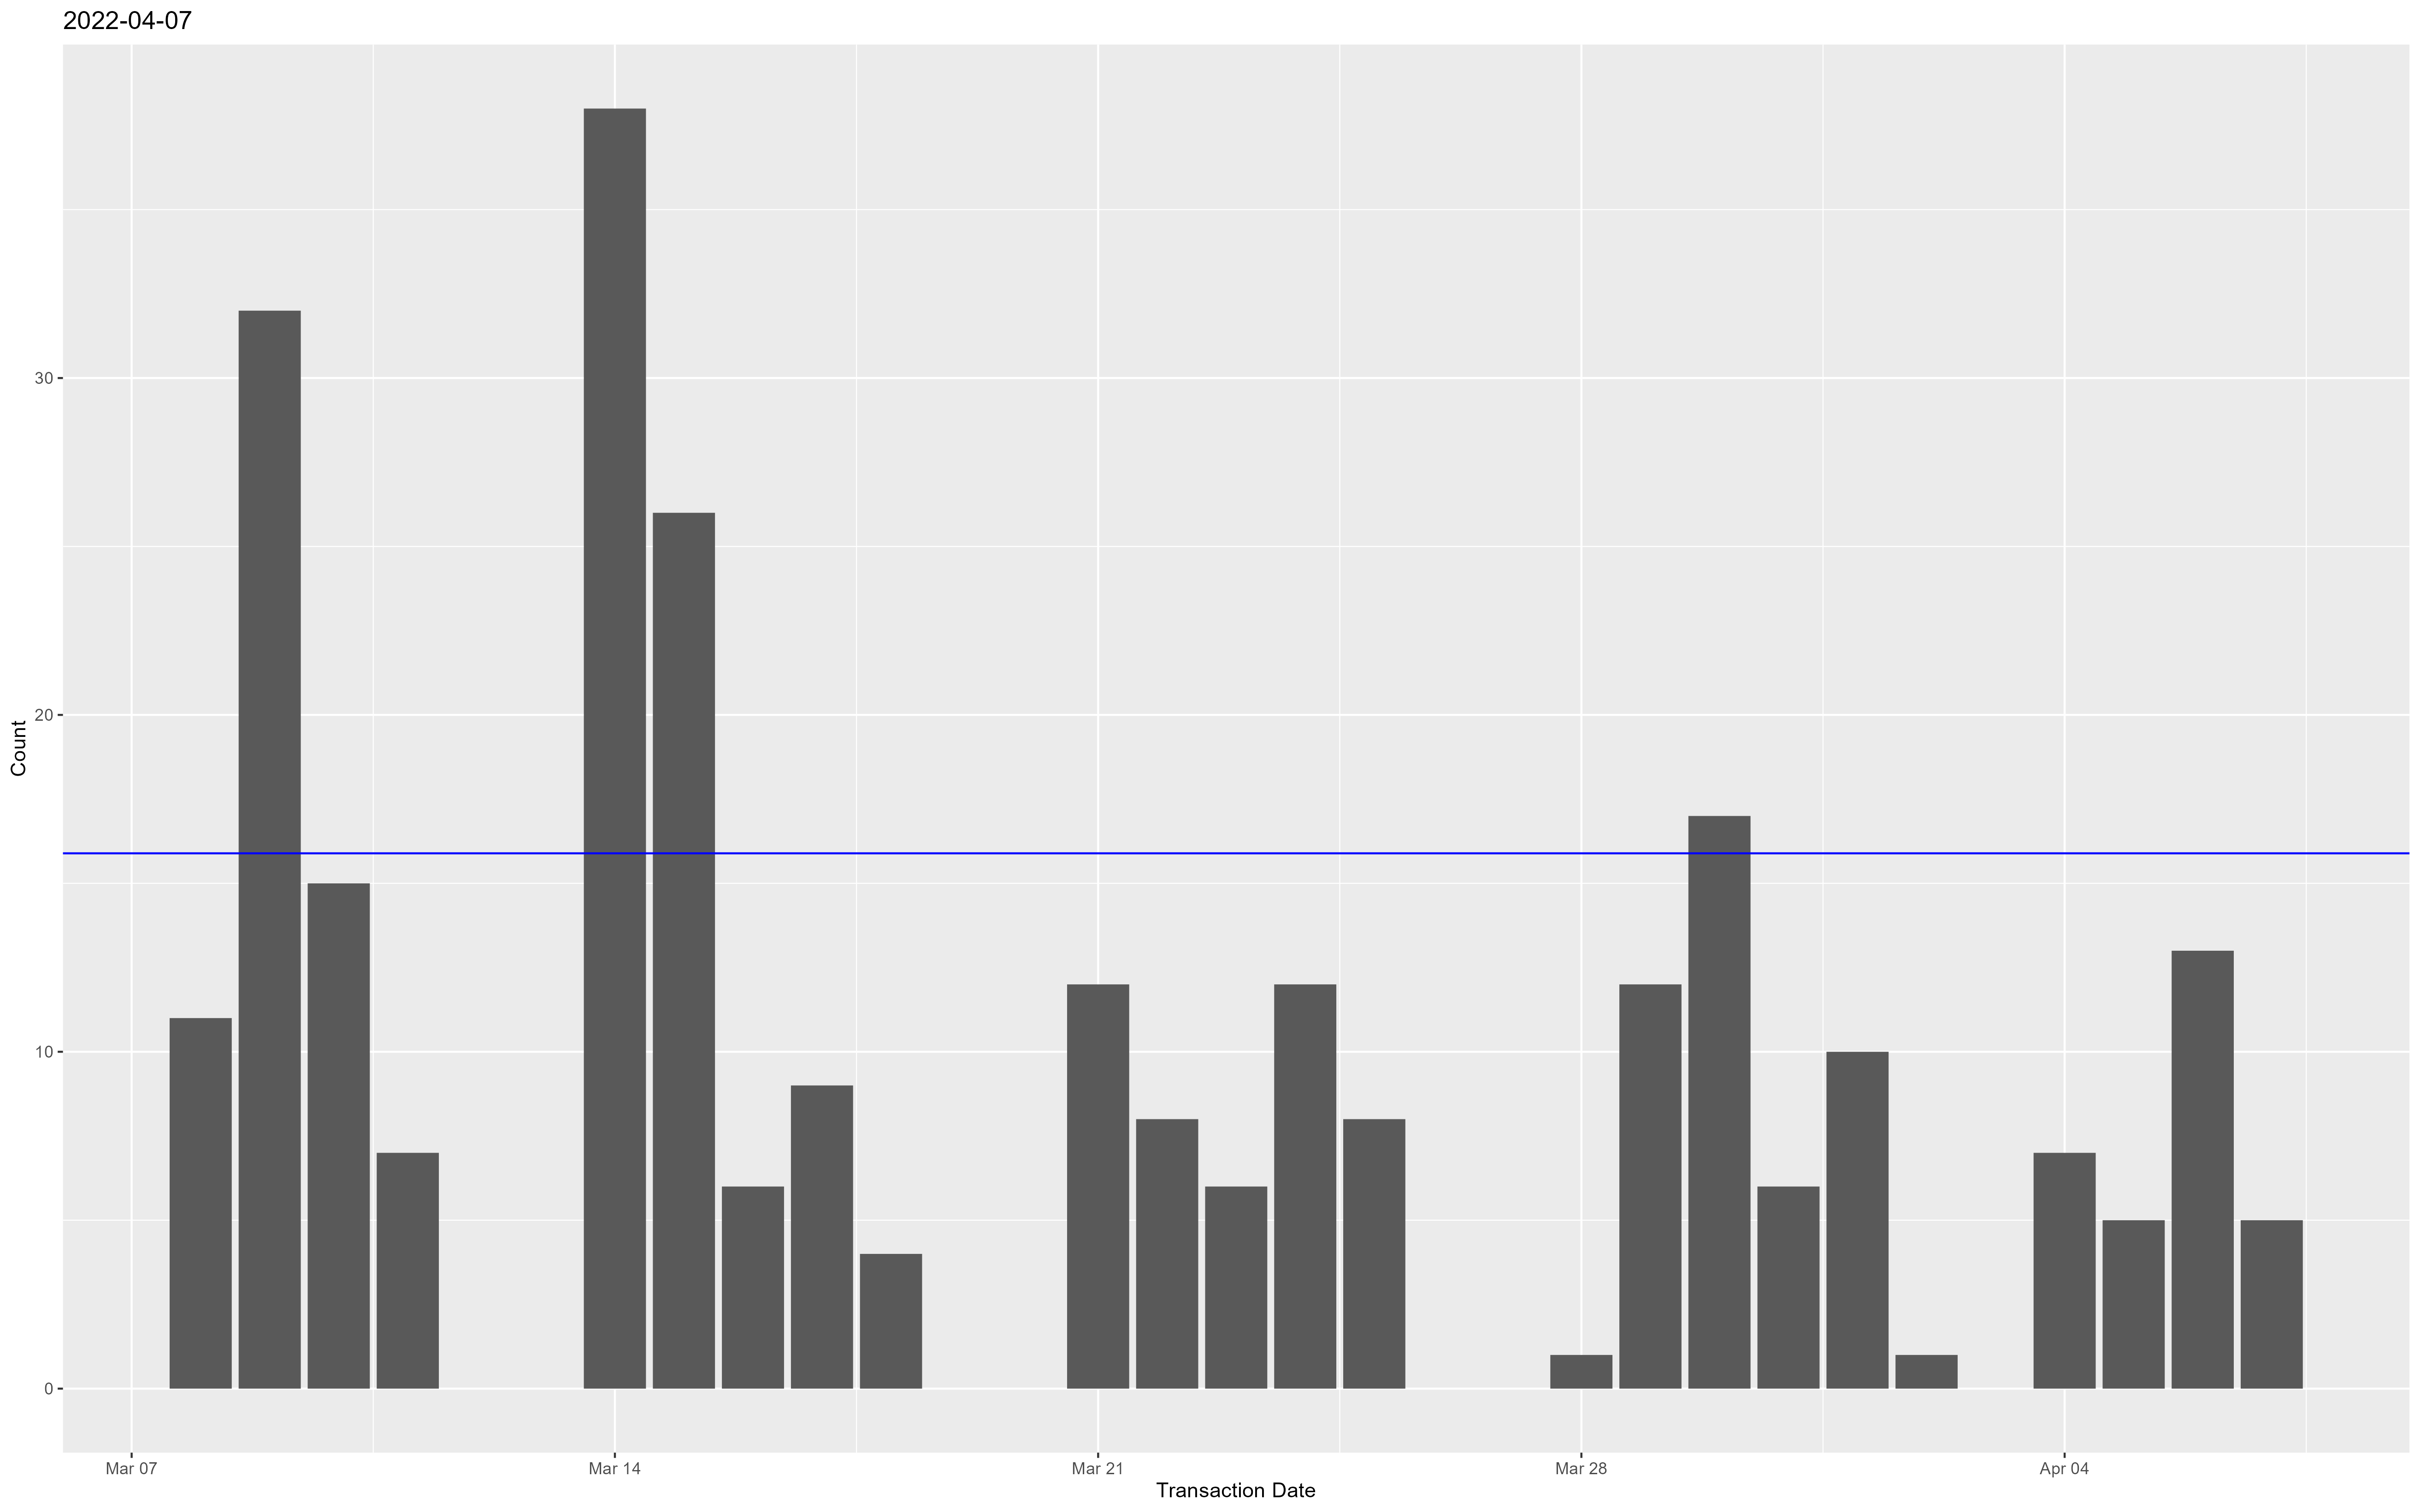 2022-04-07
Count
30
20
10
0
Mar 07
Mar 14
Mar 21
Mar 28
Apr 04
Transaction Date